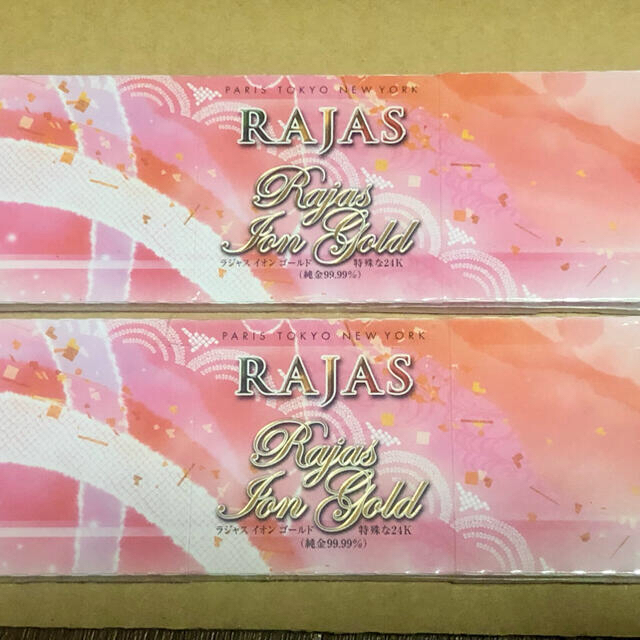 PARIS TOKYO NEW YORK
RAJAS
Rajas
Ion Gold
ラジャス イオン ゴールド 特殊な24K
(純金99.99%)
PARIS TOKYO NEW YORK
RAJAS
Rajas
Ion Gold
ラジャス イオン ゴールド 特殊な24K
(純金99.99%)